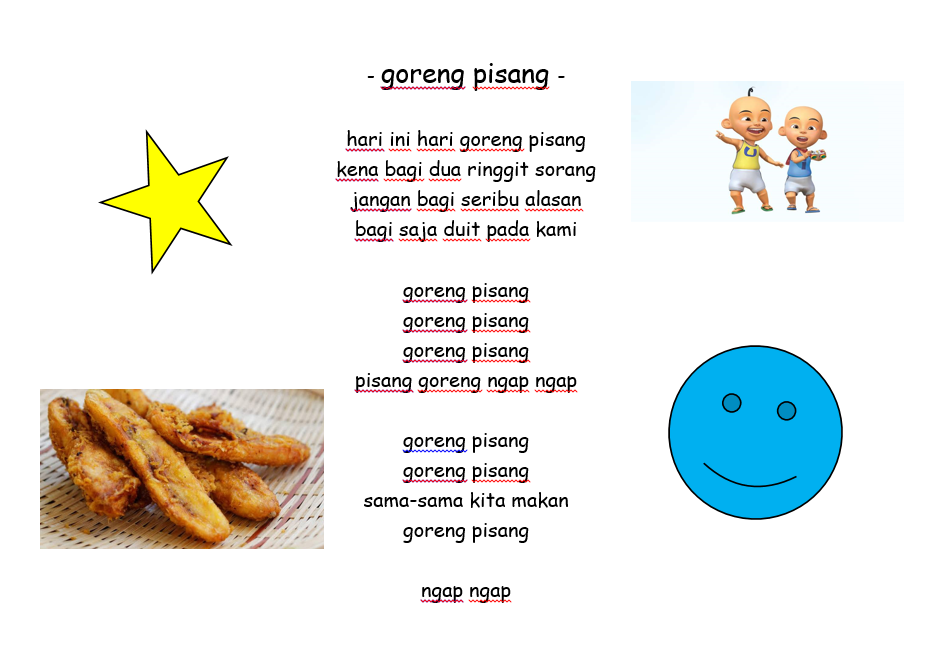 - goreng pisang -
hari ini hari goreng pisang
kena bagi dua ringgit sorang
jangan bagi seribu alasan
bagi saja duit pada kami
goreng pisang
goreng pisang
goreng pisang
pisang goreng ngap ngap
goreng pisang
goreng pisang
sama-sama kita makan
goreng pisang
ngap ngap